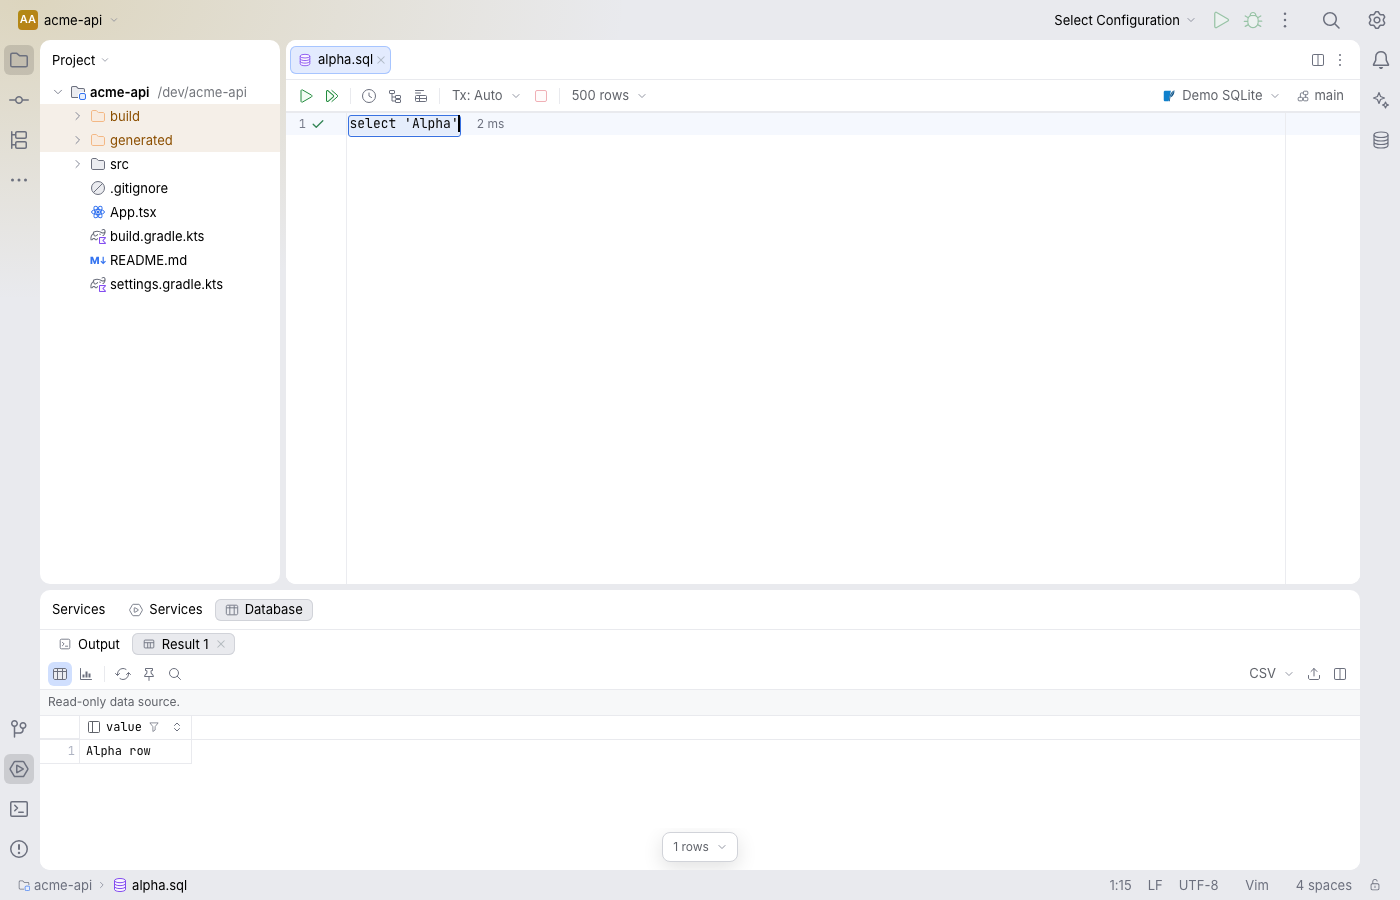 AA acme-api
Select Configuration
Project
alpha.sql
acme-api /dev/acme-api
Tx: Auto
500 rows
Demo SQLite
main
build
1 select 'Alpha' 2 ms
generated
src
.gitignore
App.tsx
build.gradle.kts
M↓ README.md
settings.gradle.kts
Services
Services
Database
Output
Result 1
CSV
Read-only data source.
value
1 Alpha row
1 rows
acme-api
alpha.sql
1:15
LF
UTF-8
Vim
4 spaces